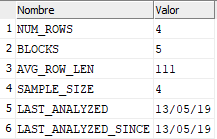 Nombre Valor
1 NUM_ROWS 4
2 BLOCKS 5
3 AVG_ROW_LEN 111
4 SAMPLE_SIZE 4
5 LAST_ANALYZED 13/05/19
6 LAST_ANALYZED_SINCE 13/05/19